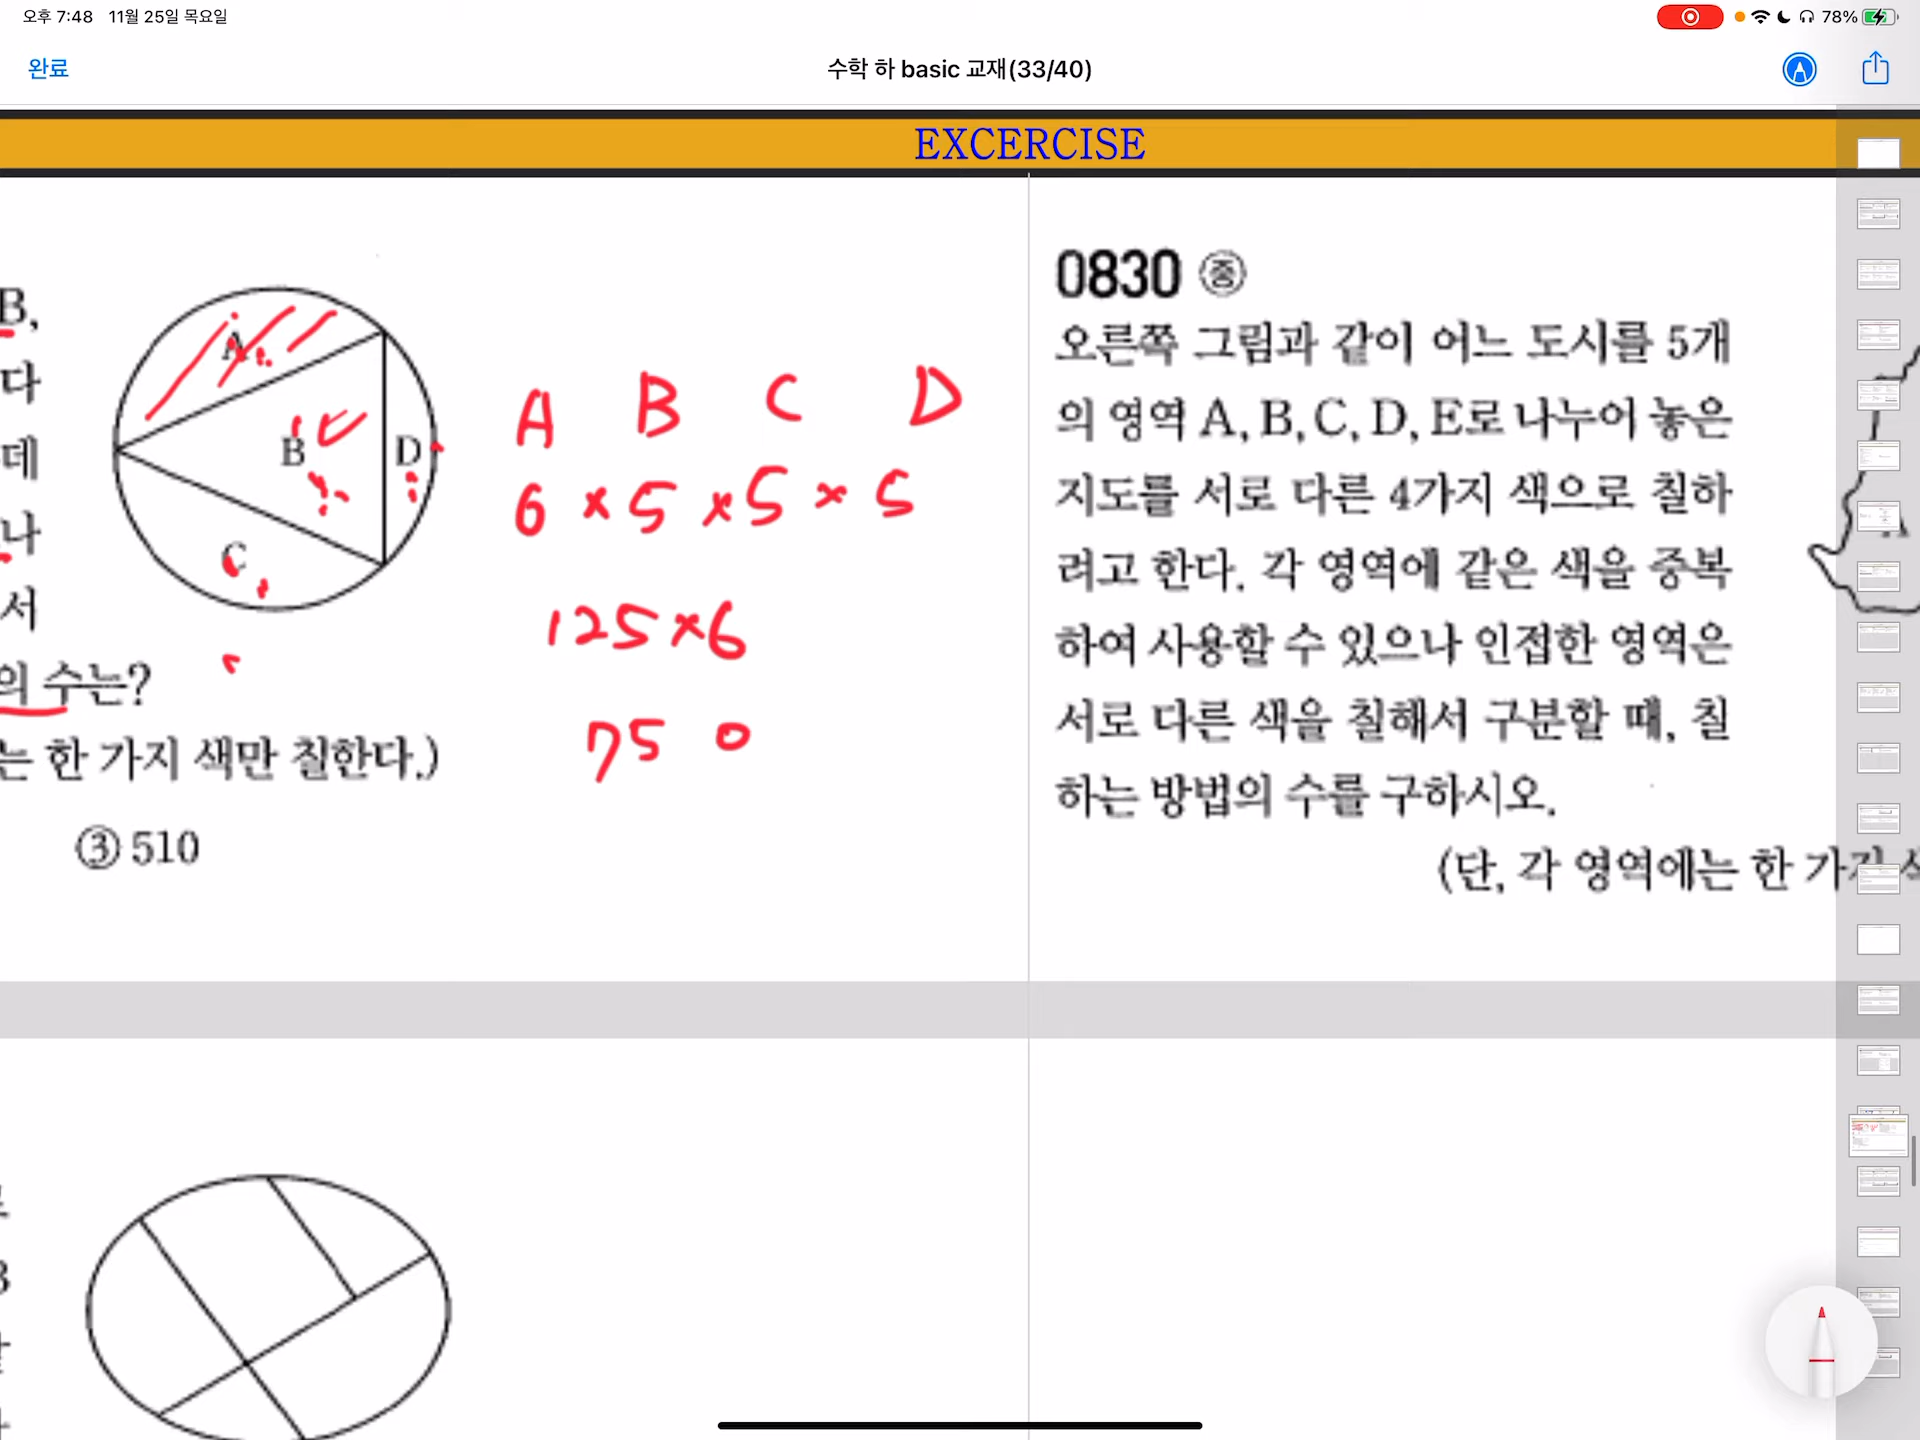 오후 7:48 11월 25일 목요일
78%
완료
수학 하 basic 교재(33/40)
EXCERCISE
B,
다
데
나
서
의 수는?
는 한 가지 색만 칠한다.)
③ 510
A
B
C
D
A B C D
6 × 5 × 5 × 5
125 × 6
750
0830 중
오른쪽 그림과 같이 어느 도시를 5개
의 영역 A, B, C, D, E로 나누어 놓은
지도를 서로 다른 4가지 색으로 칠하
려고 한다. 각 영역에 같은 색을 중복
하여 사용할 수 있으나 인접한 영역은
서로 다른 색을 칠해서 구분할 때, 칠
하는 방법의 수를 구하시오.
(단, 각 영역에는 한 가지